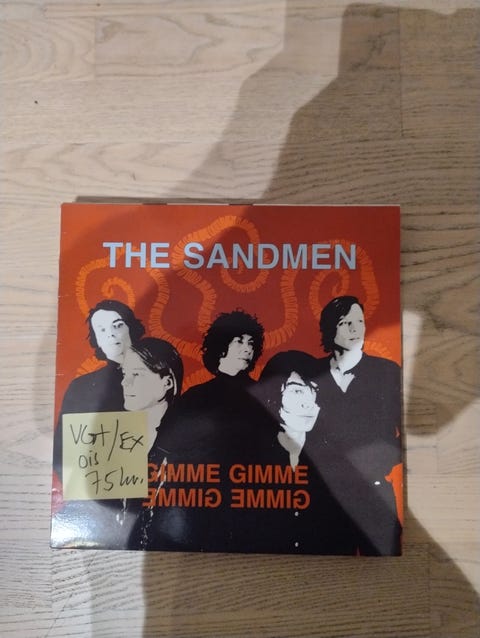 THE SANDMEN
VG+/EX
OIS
75 kr.
GIMME GIMME
GIMME GIMME